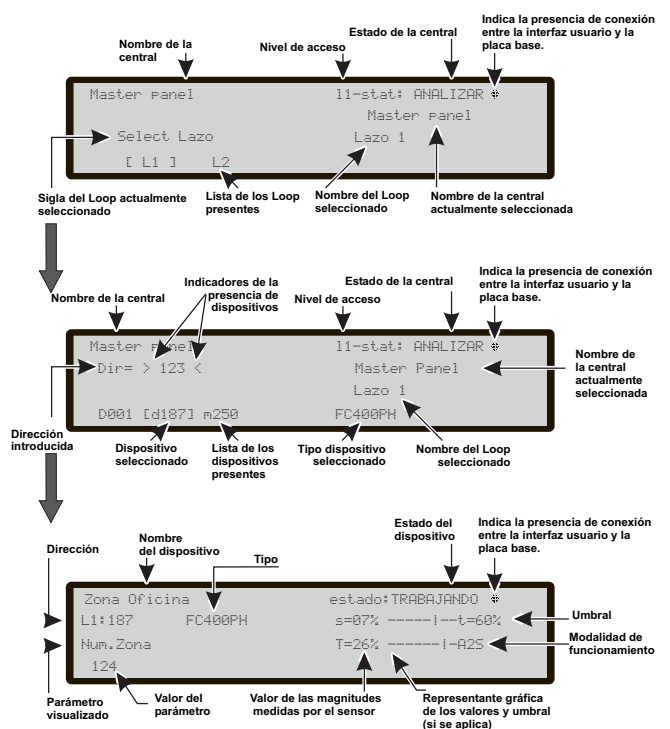 Nombre de la
central
Nivel de acceso
Estado de la central
Indica la presencia de conexión
entre la interfaz usuario y la
placa base.
Master panel l1-stat: ANALIZAR
Master panel
Select Lazo Lazo 1
[ L1 ] L2
Sigla del Loop actualmente
seleccionado
Lista de los Loop
presentes
Nombre del Loop
seleccionado
Nombre de la central
actualmente seleccionada
Nombre de la central
Indicadores de la
presencia de
dispositivos
Nivel de acceso
Estado de la central
Indica la presencia de conexión
entre la interfaz usuario y la
placa base.
Master panel l1-stat: ANALIZAR
Dir= > 123 < Master Panel
Lazo 1
D001 [d187] m250 FC400PH
Nombre de
la central
actualmente
seleccionada
Dirección
introducida
Dispositivo
seleccionado
Lista de los
dispositivos
presentes
Tipo dispositivo
seleccionado
Nombre del Loop
seleccionado
Dirección
Nombre
del dispositivo
Tipo
Estado del
dispositivo
Indica la presencia de conexión
entre la interfaz usuario y la
placa base.
Zona Oficina estado:TRABAJANDO
L1:187 FC400PH s=07% -----|--t=60%
Num.Zona T=26% ------|-A2S
124
Umbral
Modalidad de
funcionamiento
Parámetro
visualizado
Valor del
parámetro
Valor de las magnitudes
medidas por el sensor
Representante gráfica
de los valores y umbral
(si se aplica)